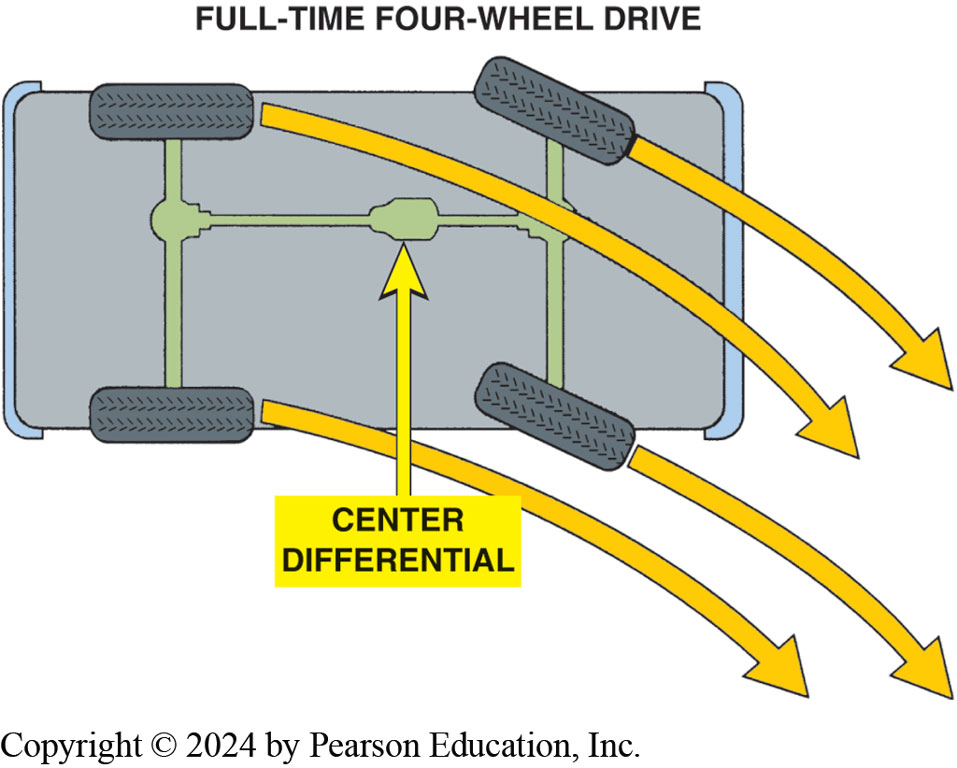 FULL-TIME FOUR-WHEEL DRIVE
CENTER
DIFFERENTIAL
Copyright © 2024 by Pearson Education, Inc.